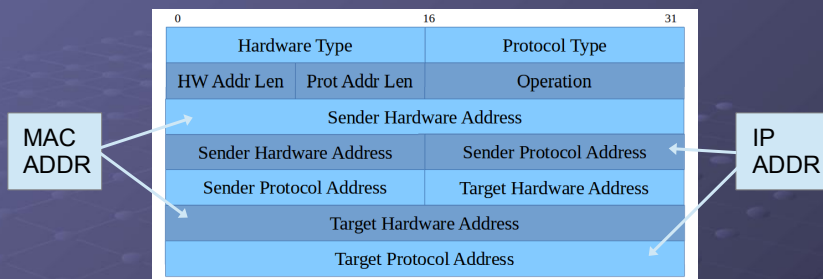 0 16 31
Hardware Type Protocol Type
HW Addr Len Prot Addr Len Operation
Sender Hardware Address
MAC
ADDR
Sender Hardware Address Sender Protocol Address
IP
ADDR
Sender Protocol Address Target Hardware Address
Target Hardware Address
Target Protocol Address